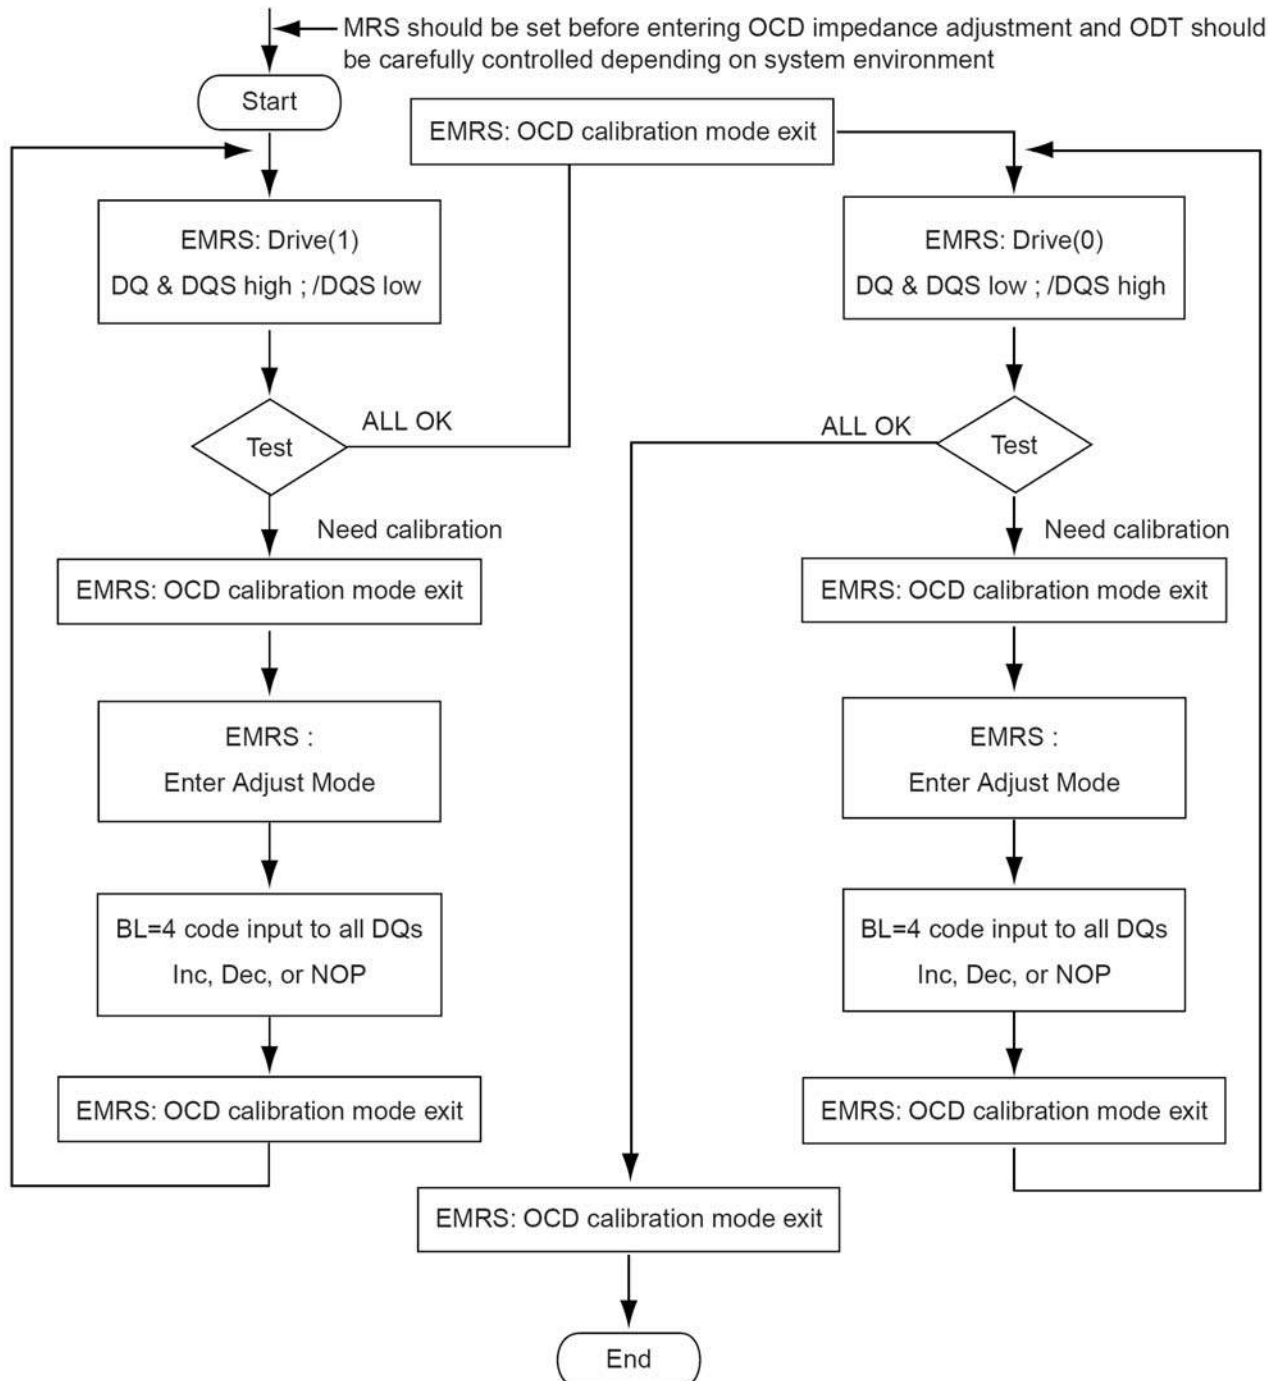 MRS should be set before entering OCD impedance adjustment and ODT should
be carefully controlled depending on system environment
Start
EMRS: OCD calibration mode exit
EMRS: Drive(1)
DQ & DQS high ; /DQS low
Test
ALL OK
Need calibration
EMRS: OCD calibration mode exit
EMRS :
Enter Adjust Mode
BL=4 code input to all DQs
Inc, Dec, or NOP
EMRS: OCD calibration mode exit
EMRS: Drive(0)
DQ & DQS low ; /DQS high
ALL OK
Test
Need calibration
EMRS: OCD calibration mode exit
EMRS :
Enter Adjust Mode
BL=4 code input to all DQs
Inc, Dec, or NOP
EMRS: OCD calibration mode exit
EMRS: OCD calibration mode exit
End